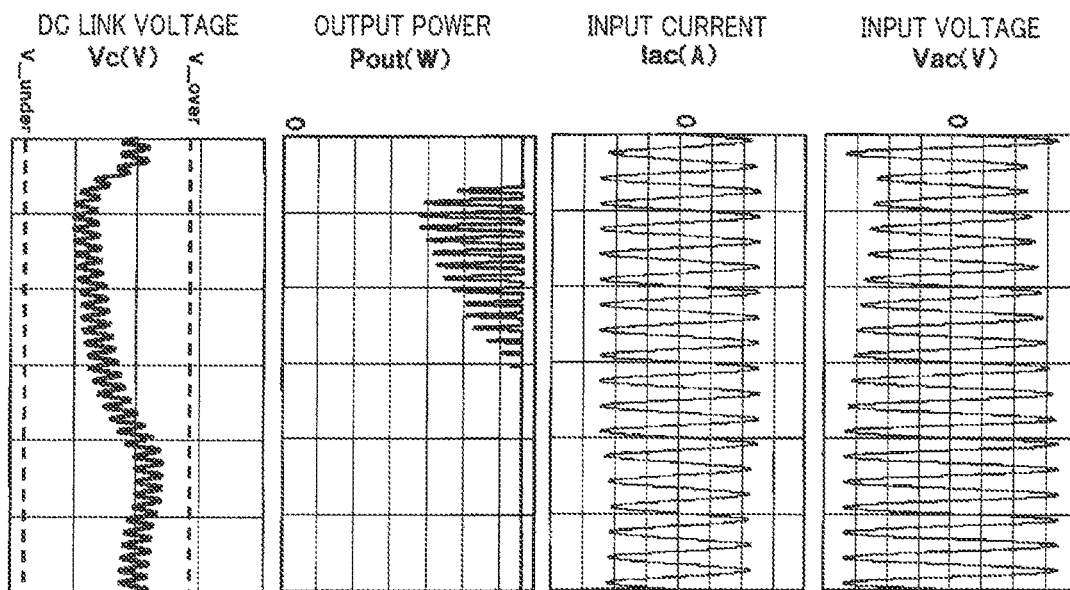 DC LINK VOLTAGE
Vc(V)
V_under
V_over
OUTPUT POWER
Pout(W)
0
INPUT CURRENT
Iac(A)
0
INPUT VOLTAGE
Vac(V)
0